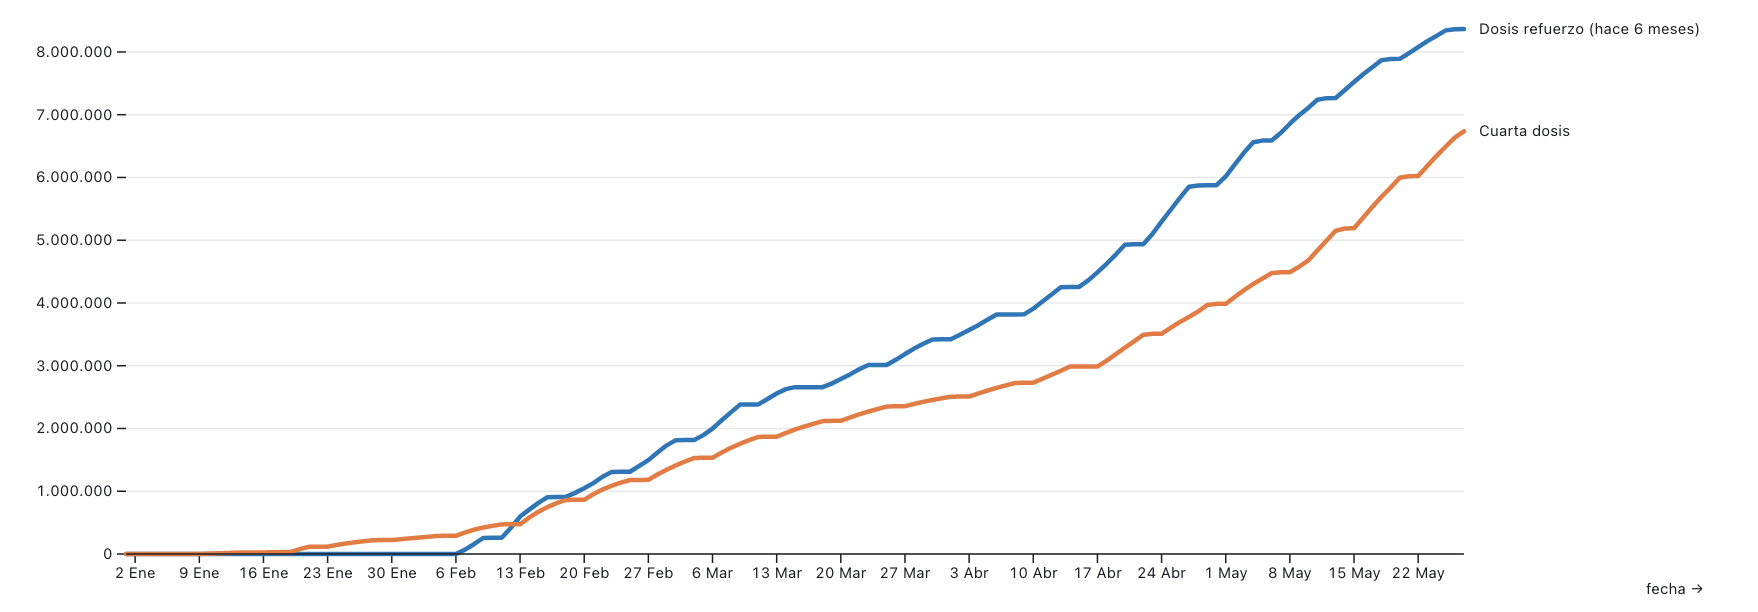 Dosis refuerzo (hace 6 meses)
8.000.000
7.000.000
Cuarta dosis
6.000.000
5.000.000
4.000.000
3.000.000
2.000.000
1.000.000
0
2 Ene 9 Ene 16 Ene 23 Ene 30 Ene 6 Feb 13 Feb 20 Feb 27 Feb 6 Mar 13 Mar 20 Mar 27 Mar 3 Abr 10 Abr 17 Abr 24 Abr 1 May 8 May 15 May 22 May
fecha →